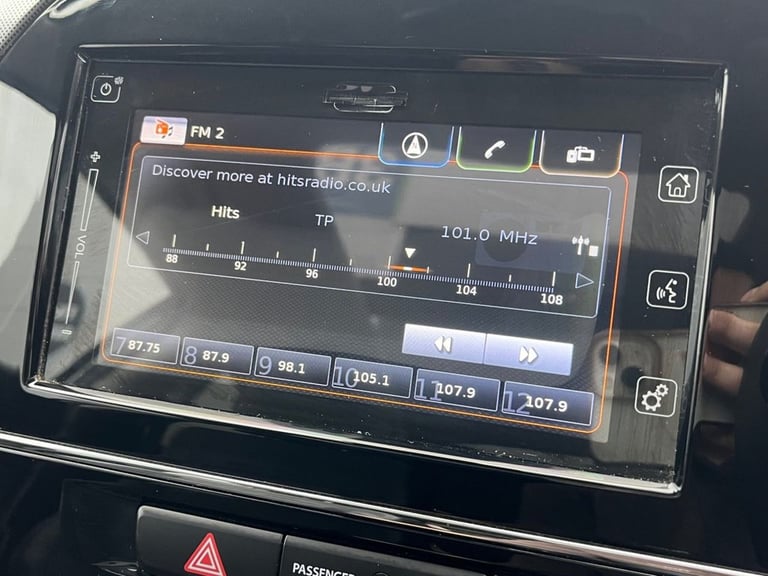 FM 2
Discover more at hitsradio.co.uk
Hits TP 101.0 MHz
88 92 96 100 104 108
VOL
7 87.75 8 87.9 9 98.1 10 105.1 11 107.9 12 107.9
PASSENGER